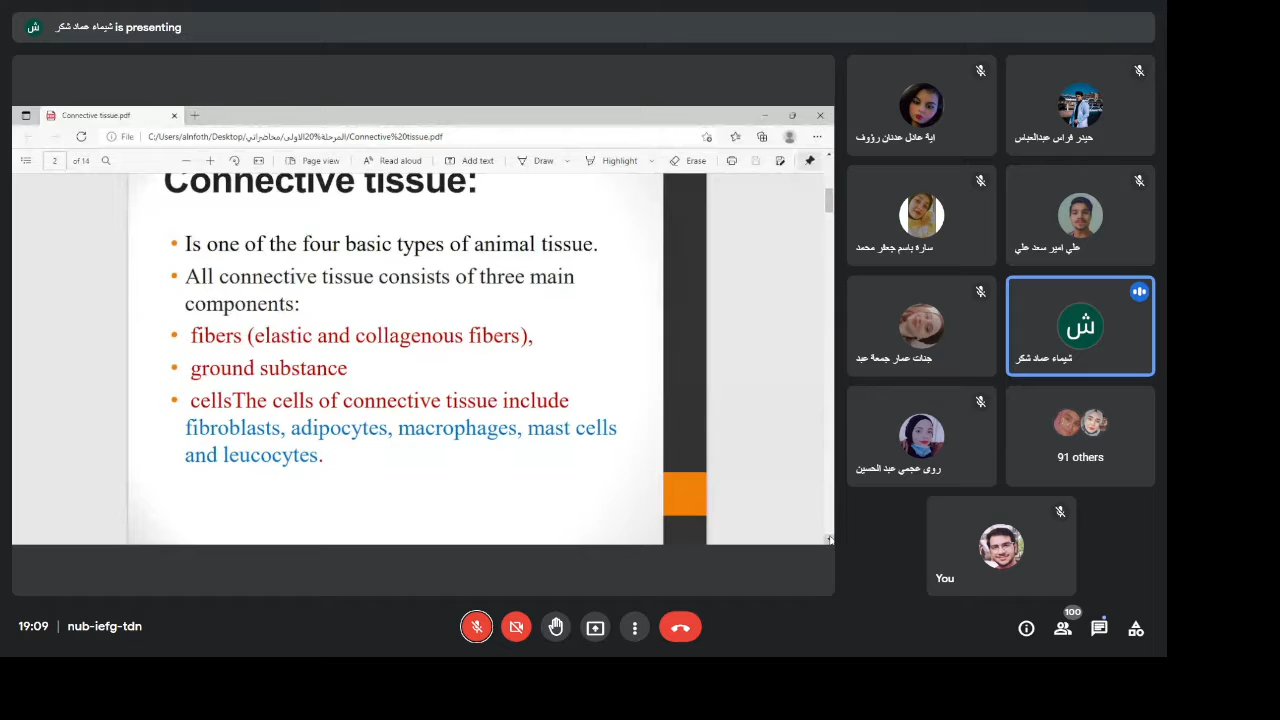 ش شيماء عماد شكر is presenting
Connective tissue.pdf
File C:/Users/alnfoth/Desktop/محاضراتي/المرحلة%20الاولى/Connective%20tissue.pdf
2 of 14 Page view Read aloud Add text Draw Highlight Erase
Connective tissue:
• Is one of the four basic types of animal tissue.
• All connective tissue consists of three main
components:
• fibers (elastic and collagenous fibers),
• ground substance
• cellsThe cells of connective tissue include
fibroblasts, adipocytes, macrophages, mast cells
and leucocytes.
اية عادل عدنان رؤوف
حيدر فراس عبدالعباس
سارة باسم جعفر محمد
علي امير سعد علي
جنات عمار جمعة عبد
ش
شيماء عماد شكر
روى عجمي عبد الحسين
91 others
You
19:09 | nub-iefg-tdn
100